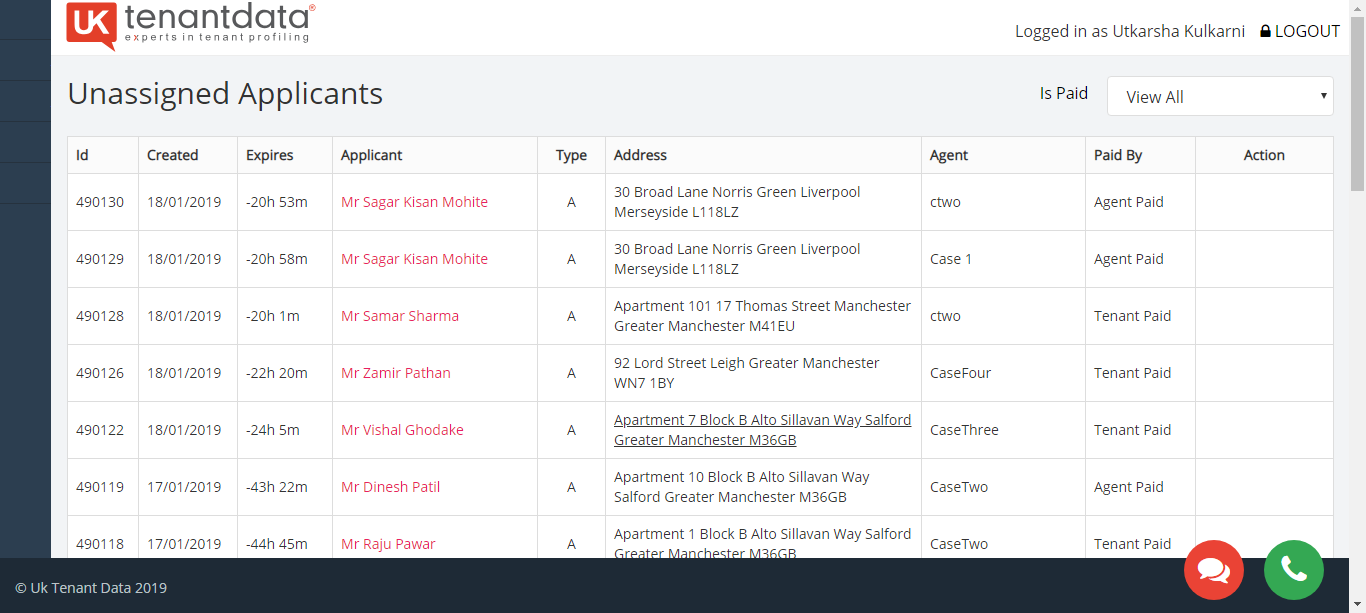 UK tenantdata®
experts in tenant profiling
Logged in as Utkarsha Kulkarni LOGOUT
Unassigned Applicants
Is Paid View All
Id Created Expires Applicant Type Address Agent Paid By Action
490130 18/01/2019 -20h 53m Mr Sagar Kisan Mohite A 30 Broad Lane Norris Green Liverpool
Merseyside L118LZ ctwo Agent Paid
490129 18/01/2019 -20h 58m Mr Sagar Kisan Mohite A 30 Broad Lane Norris Green Liverpool
Merseyside L118LZ Case 1 Agent Paid
490128 18/01/2019 -20h 1m Mr Samar Sharma A Apartment 101 17 Thomas Street Manchester
Greater Manchester M41EU ctwo Tenant Paid
490126 18/01/2019 -22h 20m Mr Zamir Pathan A 92 Lord Street Leigh Greater Manchester
WN7 1BY CaseFour Tenant Paid
490122 18/01/2019 -24h 5m Mr Vishal Ghodake A Apartment 7 Block B Alto Sillavan Way Salford
Greater Manchester M36GB CaseThree Tenant Paid
490119 17/01/2019 -43h 22m Mr Dinesh Patil A Apartment 10 Block B Alto Sillavan Way
Salford Greater Manchester M36GB CaseTwo Agent Paid
490118 17/01/2019 -44h 45m Mr Raju Pawar A Apartment 1 Block B Alto Sillavan Way Salford
Greater Manchester M36GB CaseTwo Tenant Paid
© Uk Tenant Data 2019